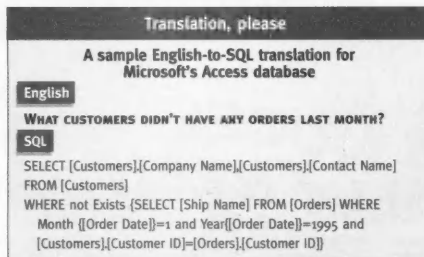 Translation, please
A sample English-to-SQL translation for
Microsoft's Access database
English
WHAT CUSTOMERS DIDN'T HAVE ANY ORDERS LAST MONTH?
SQL
SELECT [Customers].[Company Name],[Customers].[Contact Name]
FROM [Customers]
WHERE not Exists {SELECT [Ship Name] FROM [Orders] WHERE
Month {[Order Date]}=1 and Year{[Order Date]}=1995 and
[Customers].[Customer ID]=[Orders].[Customer ID]}